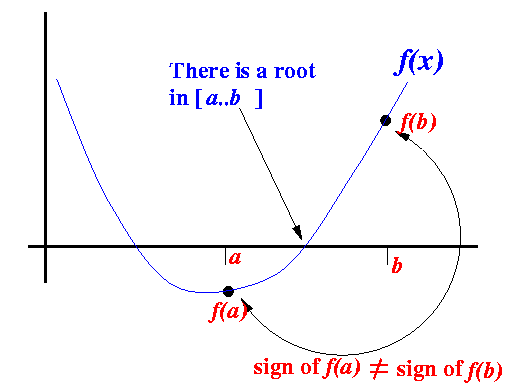 There is a root
in [ a..b ]
f(x)
f(b)
a
b
f(a)
sign of f(a) ≠ sign of f(b)